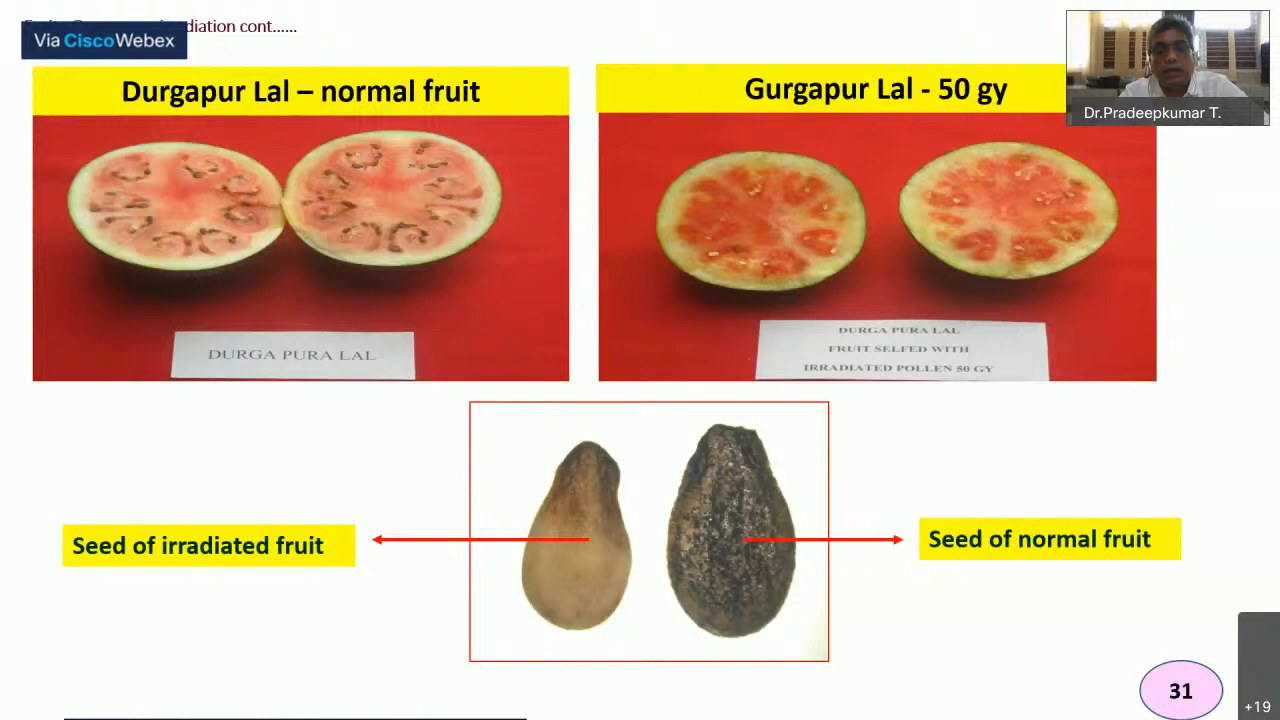 diation cont......
Via CiscoWebex
Dr.Pradeepkumar T.
Durgapur Lal – normal fruit
Gurgapur Lal - 50 gy
DURGA PURA LAL
DURGA PURA LAL
FRUIT SELFED WITH
IRRADIATED POLLEN 50 GY
Seed of irradiated fruit
Seed of normal fruit
31
+19